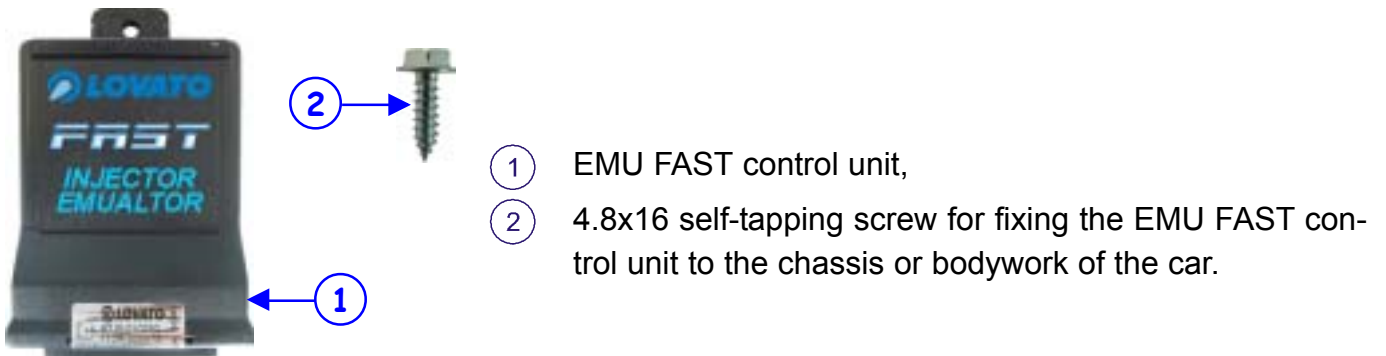 LOVATO
FAST
INJECTOR
EMUALTOR
LOVATO
2
1
1 EMU FAST control unit,
2 4.8x16 self-tapping screw for fixing the EMU FAST con-
trol unit to the chassis or bodywork of the car.